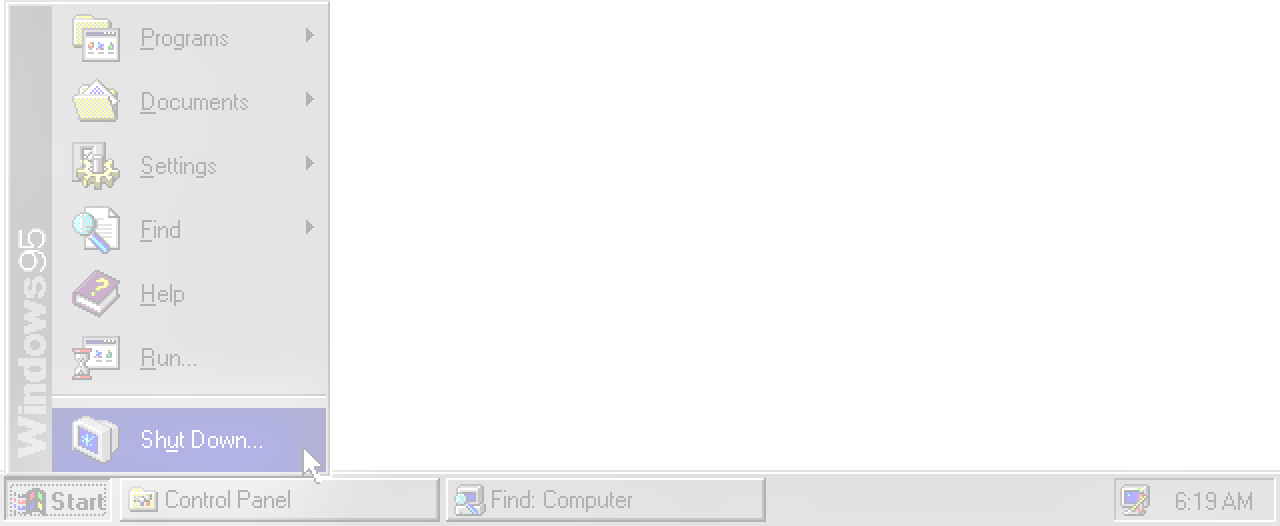 Programs
Documents
Settings
Find
Help
Run...
Shut Down...
Windows95
Start
Control Panel
Find: Computer
6:19 AM